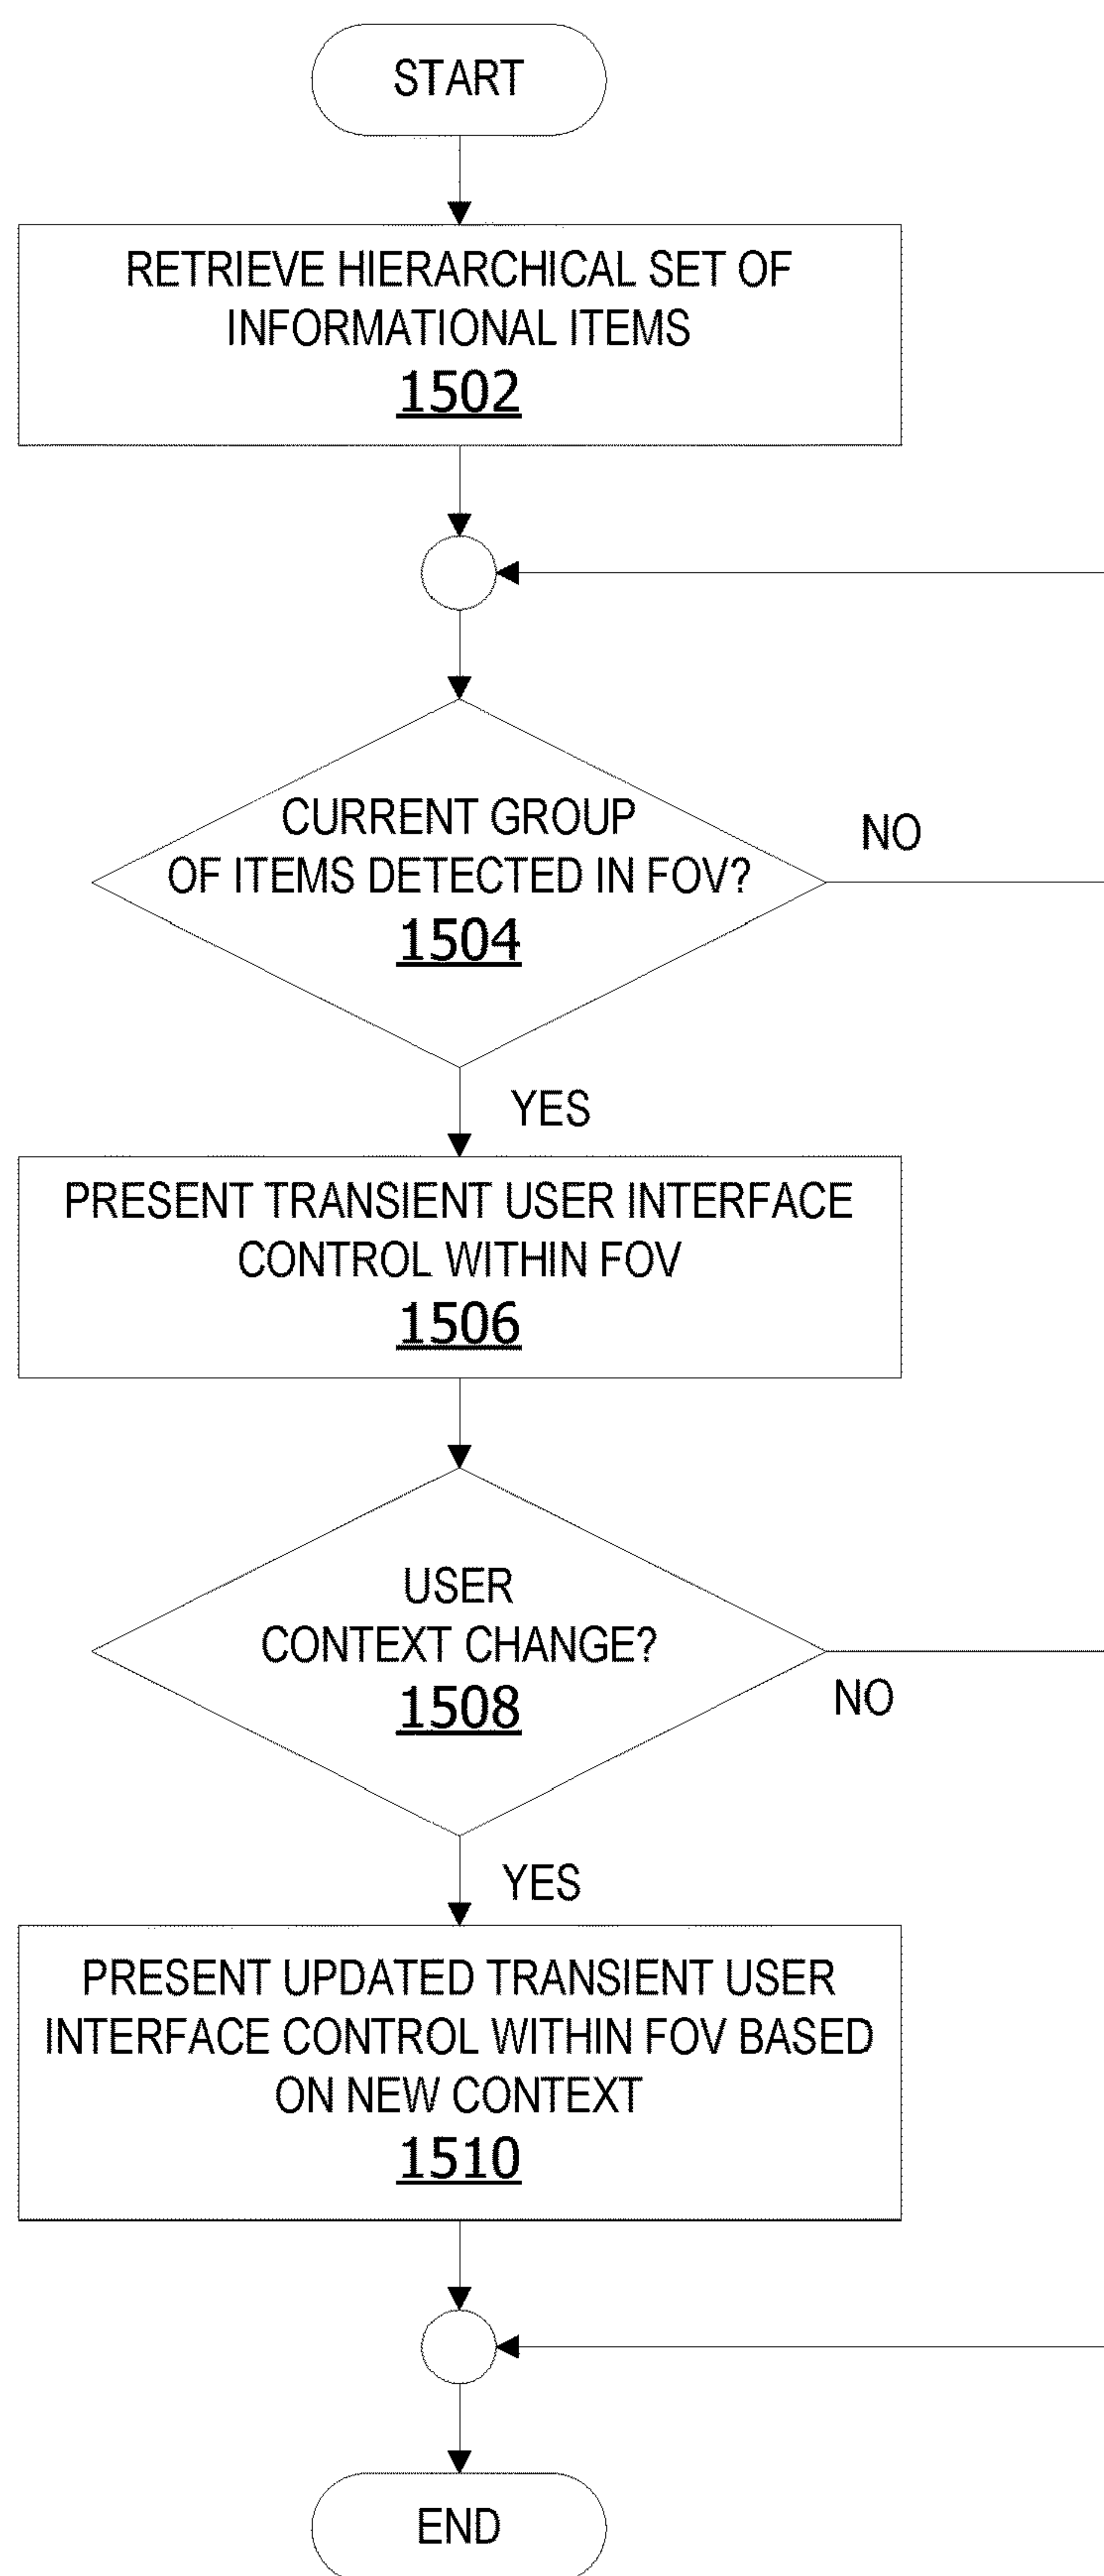 START
RETRIEVE HIERARCHICAL SET OF
INFORMATIONAL ITEMS
1502
CURRENT GROUP
OF ITEMS DETECTED IN FOV?
1504
NO
YES
PRESENT TRANSIENT USER INTERFACE
CONTROL WITHIN FOV
1506
USER
CONTEXT CHANGE?
1508
NO
YES
PRESENT UPDATED TRANSIENT USER
INTERFACE CONTROL WITHIN FOV BASED
ON NEW CONTEXT
1510
END